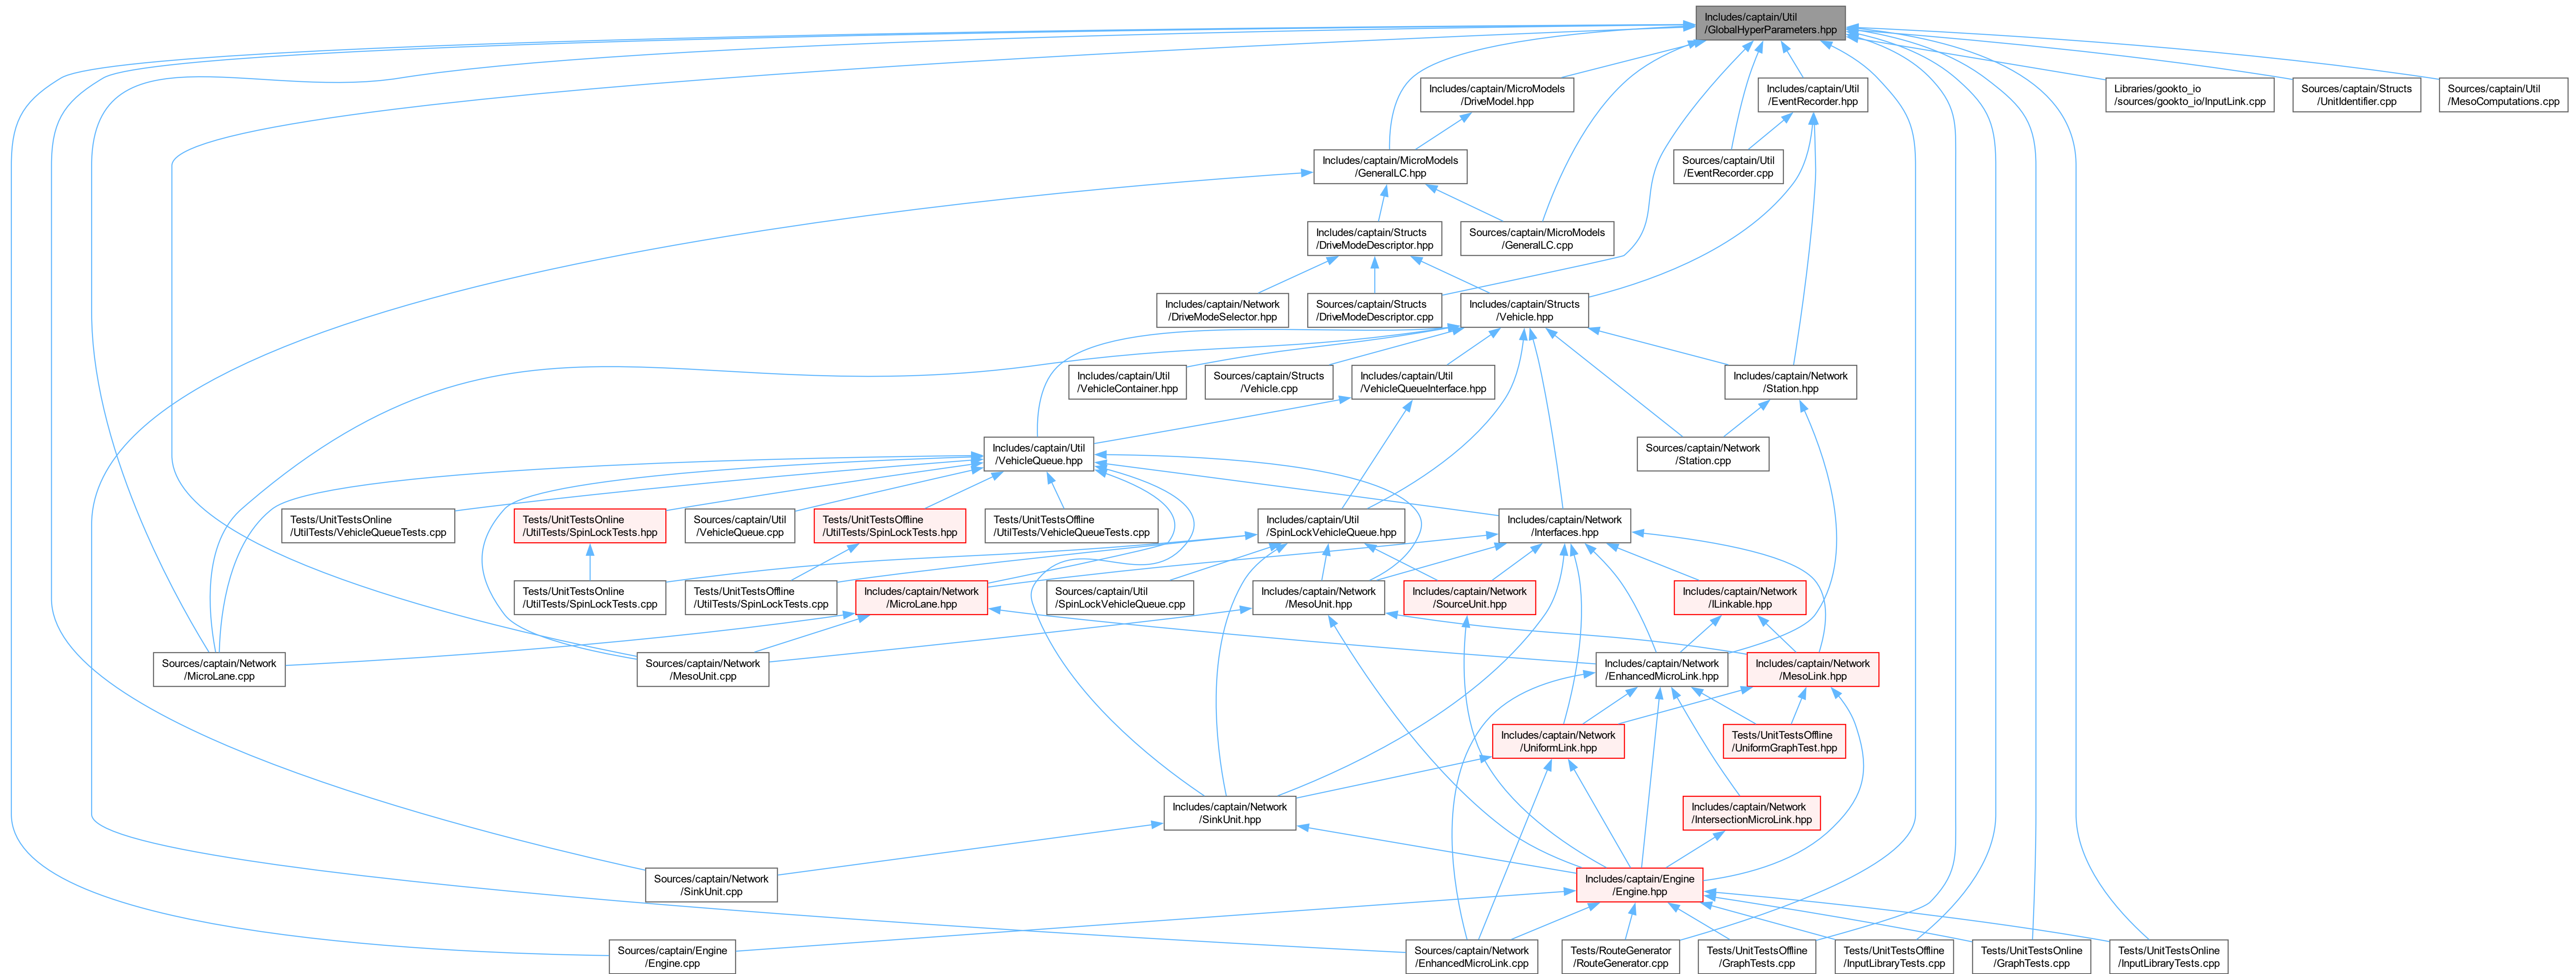 Includes/captain/Util
/GlobalHyperParameters.hpp
Includes/captain/MicroModels
/DriveModel.hpp
Includes/captain/Util
/EventRecorder.hpp
Libraries/gookto_io
/sources/gookto_io/InputLink.cpp
Sources/captain/Structs
/UnitIdentifier.cpp
Sources/captain/Util
/MesoComputations.cpp
Includes/captain/MicroModels
/GeneralLC.hpp
Sources/captain/Util
/EventRecorder.cpp
Includes/captain/Structs
/DriveModeDescriptor.hpp
Sources/captain/MicroModels
/GeneralLC.cpp
Includes/captain/Network
/DriveModeSelector.hpp
Sources/captain/Structs
/DriveModeDescriptor.cpp
Includes/captain/Structs
/Vehicle.hpp
Includes/captain/Util
/VehicleContainer.hpp
Sources/captain/Structs
/Vehicle.cpp
Includes/captain/Util
/VehicleQueueInterface.hpp
Includes/captain/Network
/Station.hpp
Includes/captain/Util
/VehicleQueue.hpp
Sources/captain/Network
/Station.cpp
Tests/UnitTestsOnline
/UtilTests/VehicleQueueTests.cpp
Tests/UnitTestsOnline
/UtilTests/SpinLockTests.hpp
Sources/captain/Util
/VehicleQueue.cpp
Tests/UnitTestsOffline
/UtilTests/SpinLockTests.hpp
Tests/UnitTestsOffline
/UtilTests/VehicleQueueTests.cpp
Includes/captain/Util
/SpinLockVehicleQueue.hpp
Includes/captain/Network
/Interfaces.hpp
Tests/UnitTestsOnline
/UtilTests/SpinLockTests.cpp
Tests/UnitTestsOffline
/UtilTests/SpinLockTests.cpp
Includes/captain/Network
/MicroLane.hpp
Sources/captain/Util
/SpinLockVehicleQueue.cpp
Includes/captain/Network
/MesoUnit.hpp
Includes/captain/Network
/SourceUnit.hpp
Includes/captain/Network
/ILinkable.hpp
Sources/captain/Network
/MicroLane.cpp
Sources/captain/Network
/MesoUnit.cpp
Includes/captain/Network
/EnhancedMicroLink.hpp
Includes/captain/Network
/MesoLink.hpp
Includes/captain/Network
/UniformLink.hpp
Tests/UnitTestsOffline
/UniformGraphTest.hpp
Includes/captain/Network
/SinkUnit.hpp
Includes/captain/Network
/IntersectionMicroLink.hpp
Sources/captain/Network
/SinkUnit.cpp
Includes/captain/Engine
/Engine.hpp
Sources/captain/Engine
/Engine.cpp
Sources/captain/Network
/EnhancedMicroLink.cpp
Tests/RouteGenerator
/RouteGenerator.cpp
Tests/UnitTestsOffline
/GraphTests.cpp
Tests/UnitTestsOffline
/InputLibraryTests.cpp
Tests/UnitTestsOnline
/GraphTests.cpp
Tests/UnitTestsOnline
/InputLibraryTests.cpp